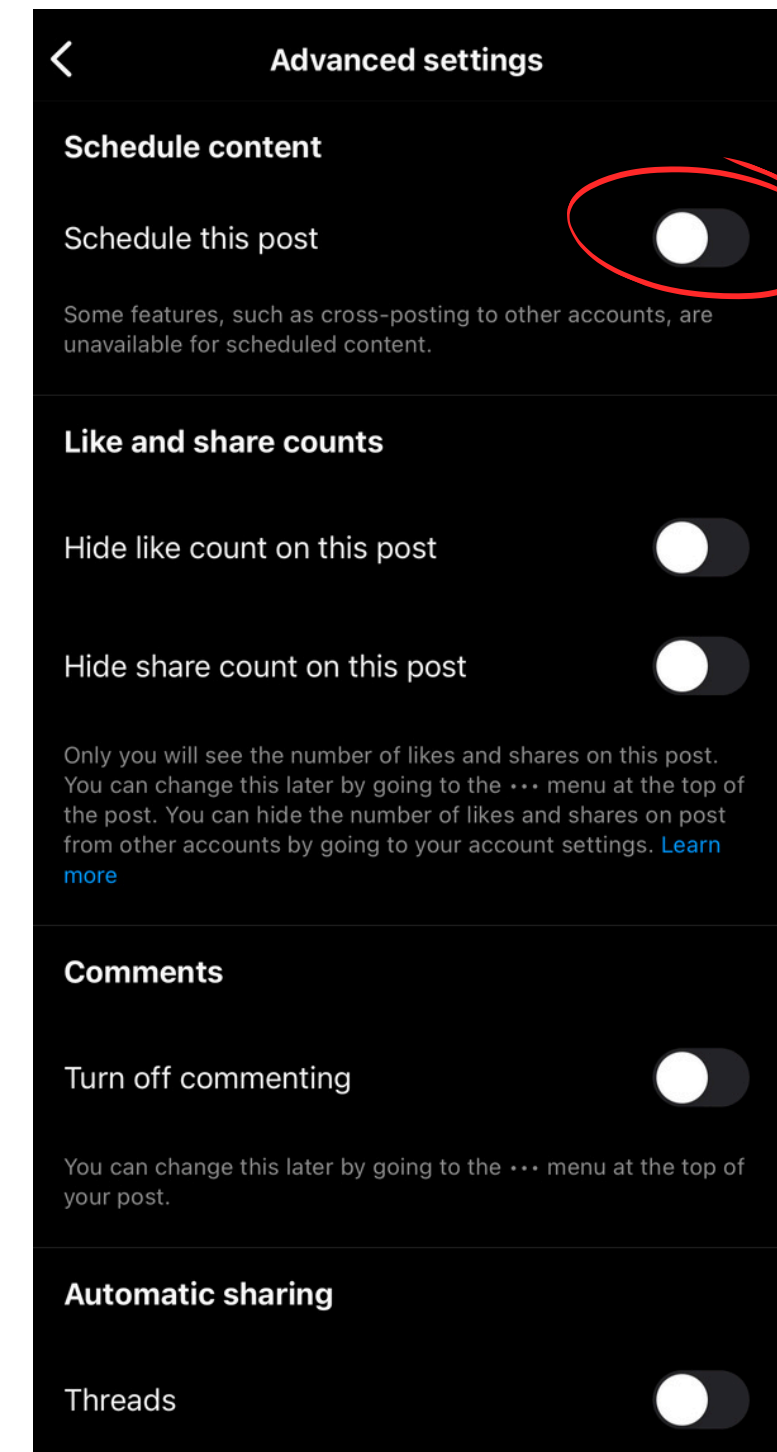 Advanced settings
Schedule content
Schedule this post
Some features, such as cross-posting to other accounts, are
unavailable for scheduled content.
Like and share counts
Hide like count on this post
Hide share count on this post
Only you will see the number of likes and shares on this post.
You can change this later by going to the ••• menu at the top of
the post. You can hide the number of likes and shares on post
from other accounts by going to your account settings. Learn
more
Comments
Turn off commenting
You can change this later by going to the ••• menu at the top of
your post.
Automatic sharing
Threads